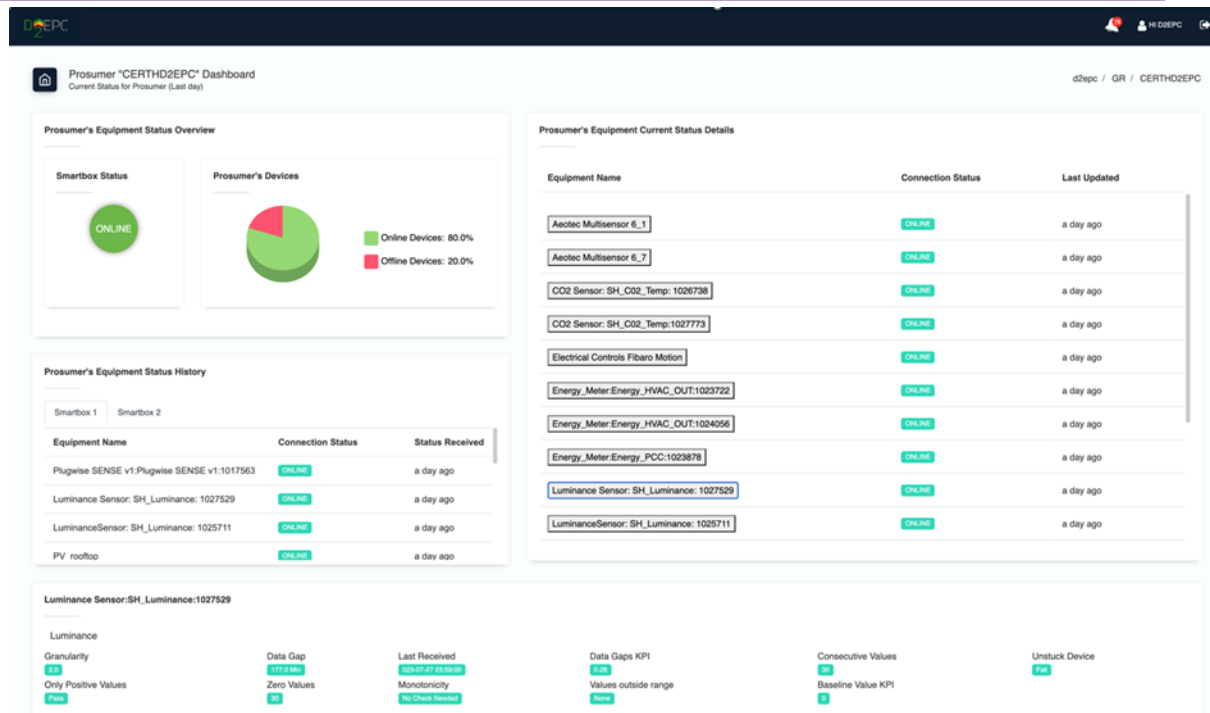 D2EPC
HI D2EPC
Prosumer "CERTHD2EPC" Dashboard
Current Status for Prosumer (Last day)
d2epc / GR / CERTHD2EPC
Prosumer's Equipment Status Overview
Smartbox Status
ONLINE
Prosumer's Devices
Online Devices: 80.0%
Offline Devices: 20.0%
Prosumer's Equipment Status History
Smartbox 1 Smartbox 2
Equipment Name Connection Status Status Received
Plugwise SENSE v1:Plugwise SENSE v1:1017563 ONLINE a day ago
Luminance Sensor: SH_Luminance: 1027529 ONLINE a day ago
LuminanceSensor: SH_Luminance: 1025711 ONLINE a day ago
PV_rooftop ONLINE a day ago
Prosumer's Equipment Current Status Details
Equipment Name Connection Status Last Updated
Aeotec Multisensor 6_1 ONLINE a day ago
Aeotec Multisensor 6_7 ONLINE a day ago
CO2 Sensor: SH_C02_Temp: 1026738 ONLINE a day ago
CO2 Sensor: SH_C02_Temp:1027773 ONLINE a day ago
Electrical Controls Fibaro Motion ONLINE a day ago
Energy_Meter:Energy_HVAC_OUT:1023722 ONLINE a day ago
Energy_Meter:Energy_HVAC_OUT:1024056 ONLINE a day ago
Energy_Meter:Energy_PCC:1023878 ONLINE a day ago
Luminance Sensor: SH_Luminance: 1027529 ONLINE a day ago
LuminanceSensor: SH_Luminance: 1025711 ONLINE a day ago
Luminance Sensor:SH_Luminance:1027529
Luminance
Granularity Data Gap Last Received Data Gaps KPI Consecutive Values Unstuck Device
2.0 177.0 Min 023-07-27 23:59:00 0.28 30 Fail
Only Positive Values Zero Values Monotonicity Values outside range Baseline Value KPI
Pass 30 No Check Needed None 0